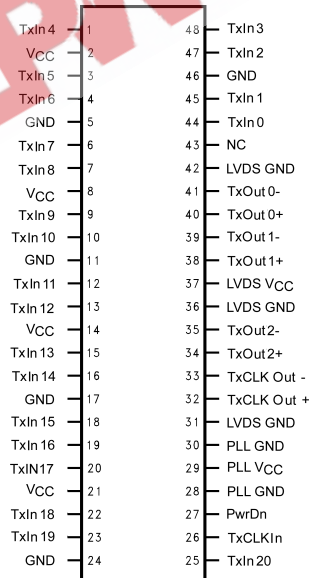 TxIn 4 1 48 TxIn 3
VCC 2 47 TxIn 2
TxIn 5 3 46 GND
TxIn 6 4 45 TxIn 1
GND 5 44 TxIn 0
TxIn 7 6 43 NC
TxIn 8 7 42 LVDS GND
VCC 8 41 TxOut 0-
TxIn 9 9 40 TxOut 0+
TxIn 10 10 39 TxOut 1-
GND 11 38 TxOut 1+
TxIn 11 12 37 LVDS VCC
TxIn 12 13 36 LVDS GND
VCC 14 35 TxOut 2-
TxIn 13 15 34 TxOut 2+
TxIn 14 16 33 TxCLK Out -
GND 17 32 TxCLK Out +
TxIn 15 18 31 LVDS GND
TxIn 16 19 30 PLL GND
TxIN17 20 29 PLL VCC
VCC 21 28 PLL GND
TxIn 18 22 27 PwrDn
TxIn 19 23 26 TxCLKIn
GND 24 25 TxIn 20